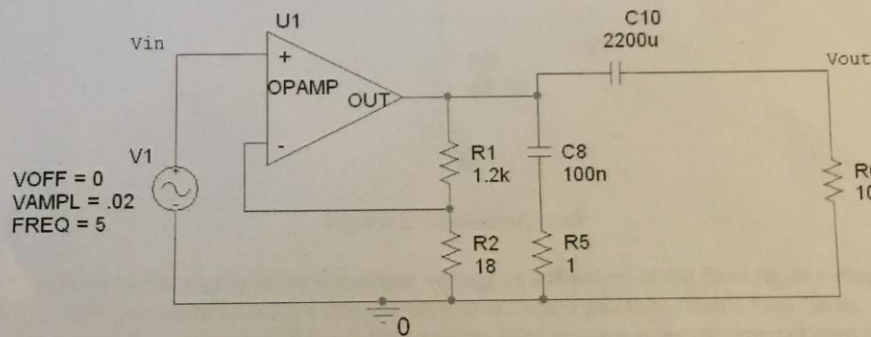 C10
2200u
U1
Vin
Vout
+
OPAMP
OUT
-
V1
R1
1.2k
C8
100n
VOFF = 0
VAMPL = .02
FREQ = 5
R2
18
R5
1
0